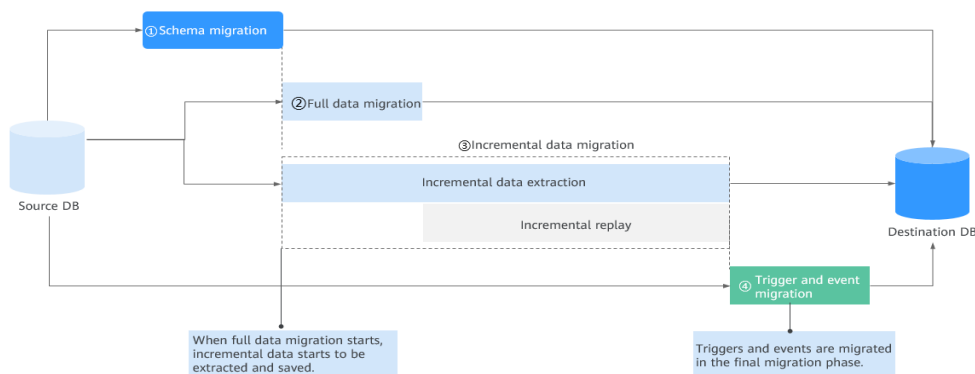 ①Schema migration
②Full data migration
③Incremental data migration
Incremental data extraction
Source DB
Incremental replay
Destination DB
④ Trigger and event
migration
When full data migration starts,
incremental data starts to be
extracted and saved.
Triggers and events are migrated
in the final migration phase.